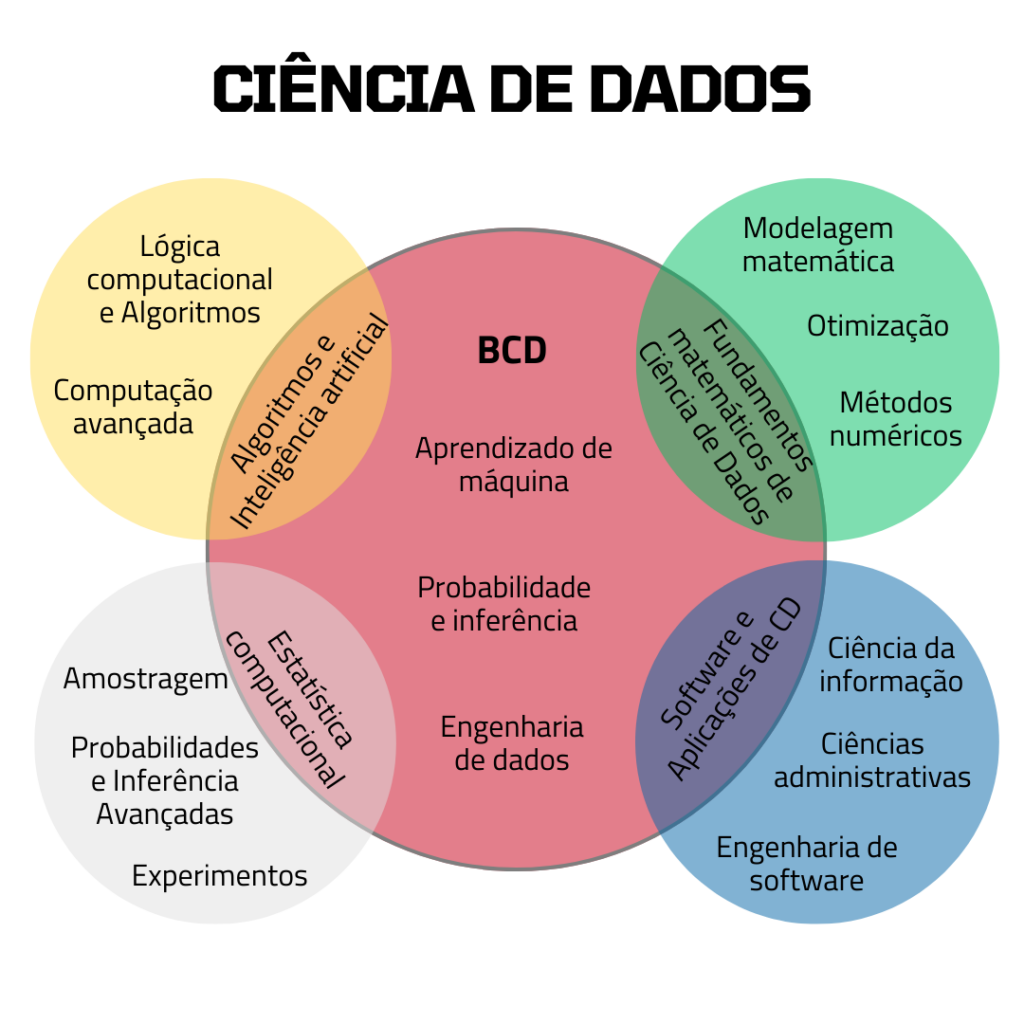 CIÊNCIA DE DADOS
Lógica
computacional
e Algoritmos
Computação
avançada
Algoritmos e
Inteligência artificial
BCD
Aprendizado de
máquina
Probabilidade
e inferência
Engenharia
de dados
Modelagem
matemática
Otimização
Métodos
numéricos
Fundamentos
matemáticos de
Ciência de Dados
Amostragem
Probabilidades
e Inferência
Avançadas
Experimentos
Estatística
computacional
Software e
Aplicações de CD
Ciência da
informação
Ciências
administrativas
Engenharia de
software